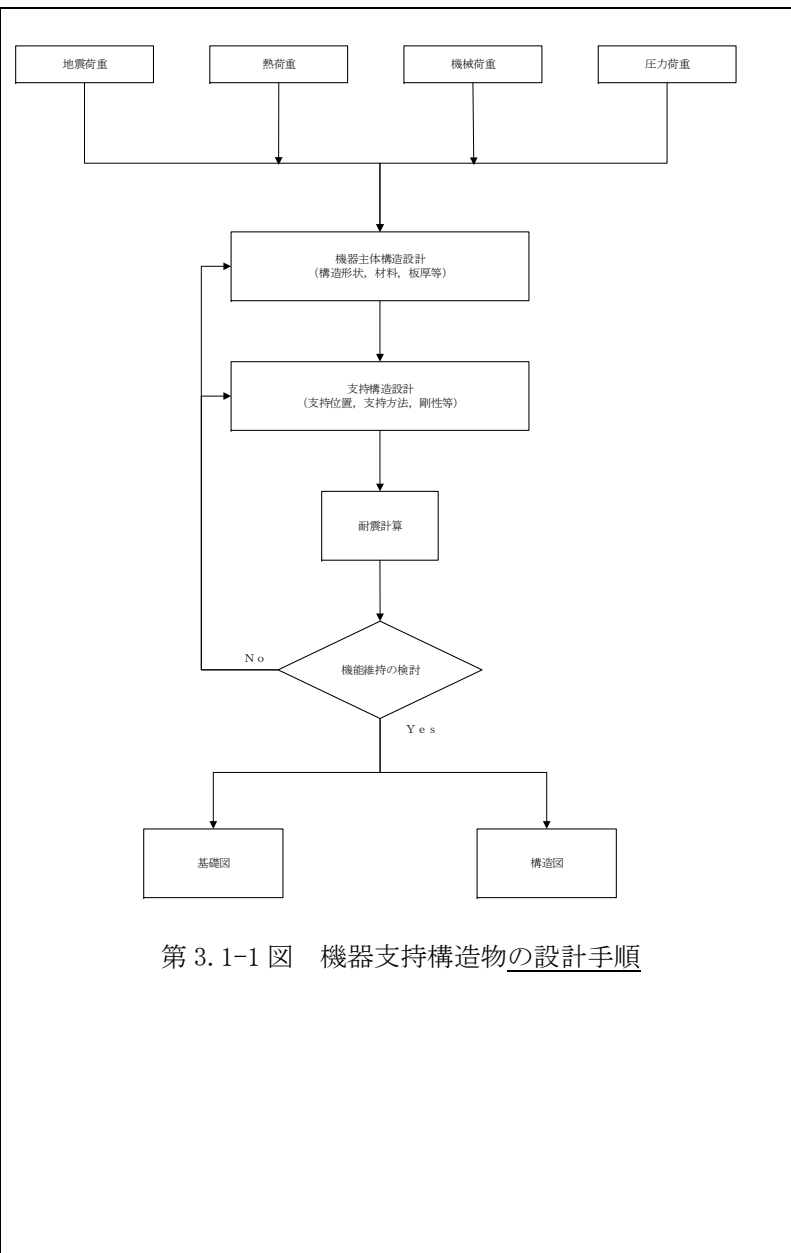 地震荷重
熱荷重
機械荷重
圧力荷重
機器主体構造設計
（構造形状，材料，板厚等）
支持構造設計
（支持位置，支持方法，剛性等）
耐震計算
機能維持の検討
Ｎｏ
Ｙｅｓ
基礎図
構造図
第 3.1-1 図　機器支持構造物の設計手順